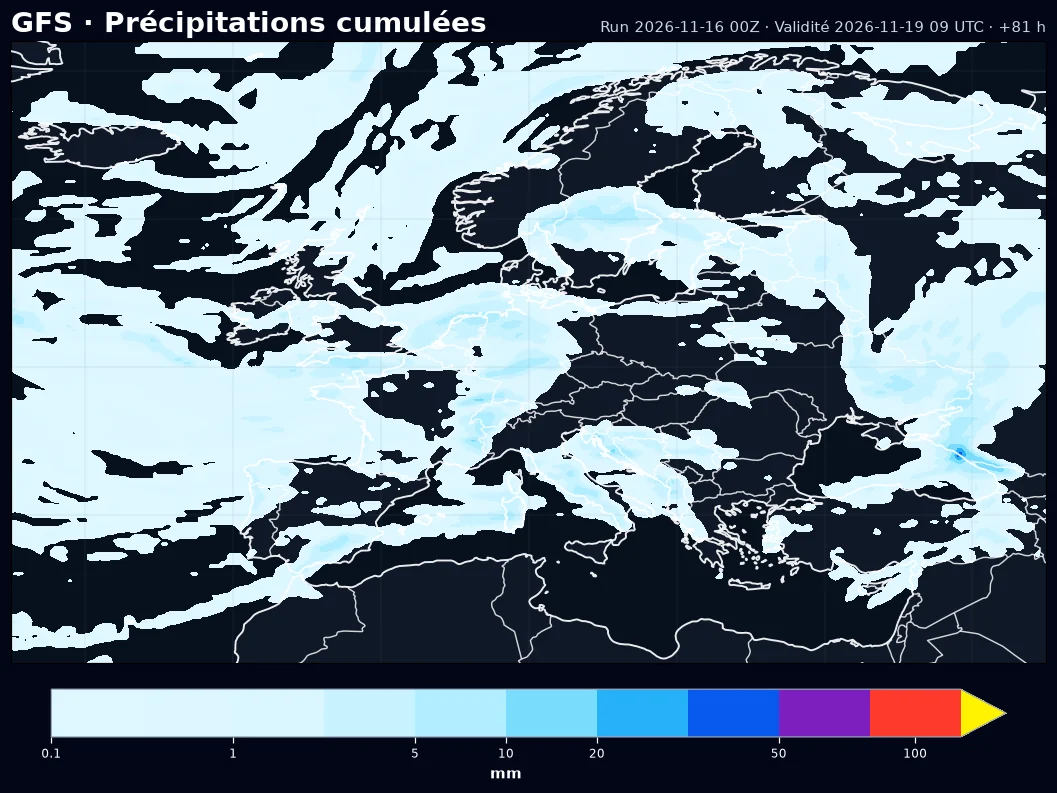 GFS · Précipitations cumulées
Run 2026-11-16 00Z · Validité 2026-11-19 09 UTC · +81 h
0.1 1 5 10 20 50 100
mm